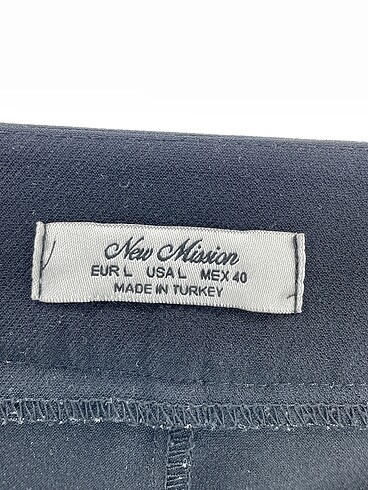 New Mission
EUR L USA L MEX 40
MADE IN TURKEY